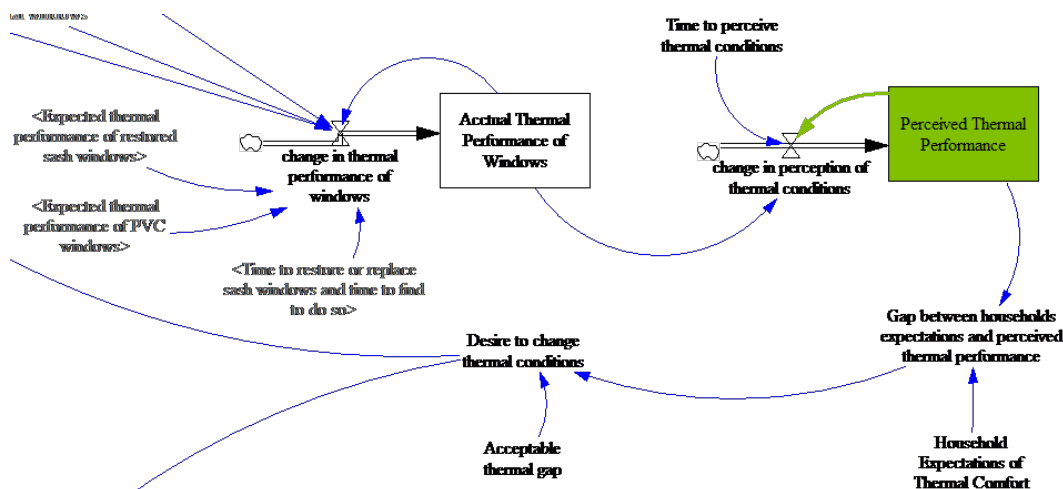 Time to perceive
thermal conditions
<Expected thermal
performance of restored
sash windows>
Acctual Thermal
Performance of
Windows
Perceived Thermal
Performance
change in thermal
performance of
windows
change in perception of
thermal conditions
<Expected thermal
performance of PVC
windows>
<Time to restore or replace
sash windows and time to find
to do so>
Gap between households
expectations and perceived
thermal performance
Desire to change
thermal conditions
Acceptable
thermal gap
Household
Expectations of
Thermal Comfort